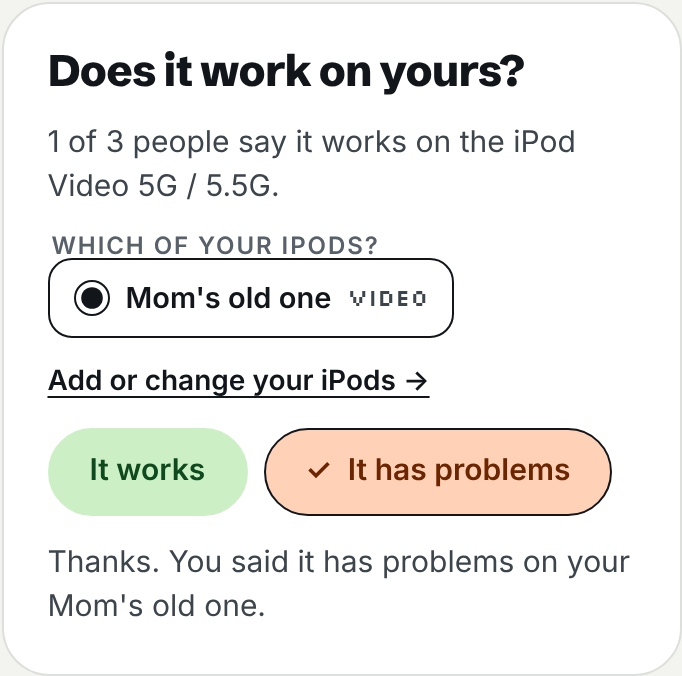 Does it work on yours?
1 of 3 people say it works on the iPod
Video 5G / 5.5G.
WHICH OF YOUR IPODS?
Mom's old one VIDEO
Add or change your iPods →
It works
✓ It has problems
Thanks. You said it has problems on your
Mom's old one.